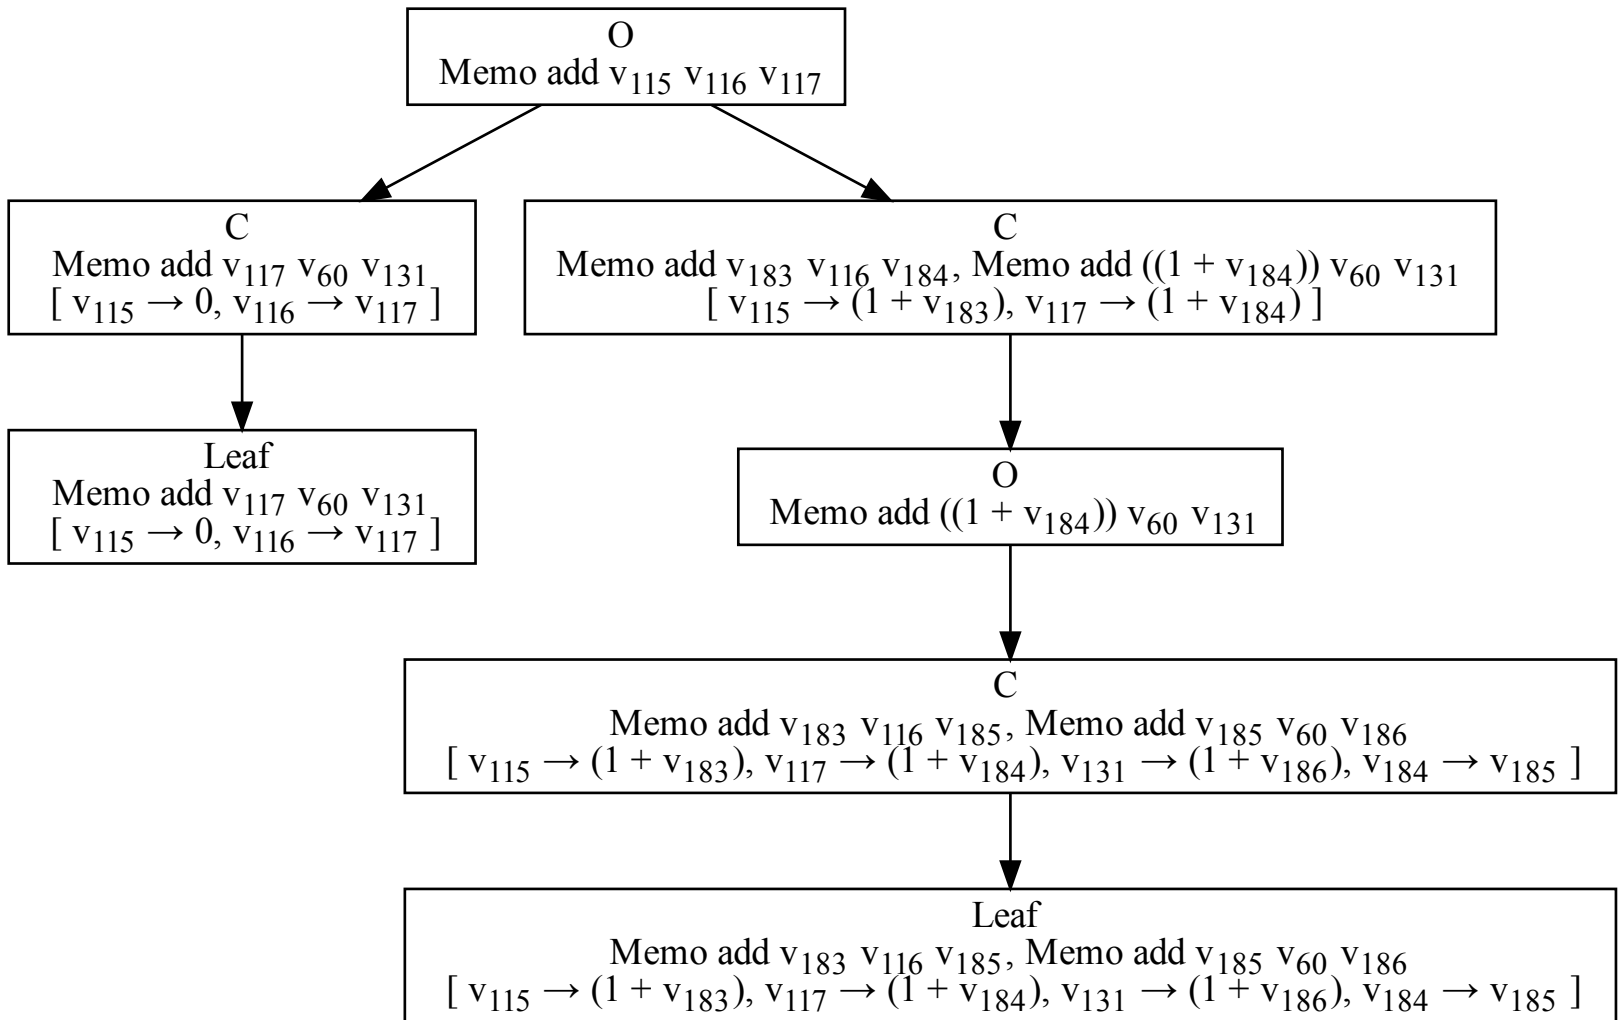 O
Memo add v₁₁₅ v₁₁₆ v₁₁₇
C
Memo add v₁₁₇ v₆₀ v₁₃₁
[ v₁₁₅ → 0, v₁₁₆ → v₁₁₇ ]
C
Memo add v₁₈₃ v₁₁₆ v₁₈₄, Memo add ((1 + v₁₈₄)) v₆₀ v₁₃₁
[ v₁₁₅ → (1 + v₁₈₃), v₁₁₇ → (1 + v₁₈₄) ]
Leaf
Memo add v₁₁₇ v₆₀ v₁₃₁
[ v₁₁₅ → 0, v₁₁₆ → v₁₁₇ ]
O
Memo add ((1 + v₁₈₄)) v₆₀ v₁₃₁
C
Memo add v₁₈₃ v₁₁₆ v₁₈₅, Memo add v₁₈₅ v₆₀ v₁₈₆
[ v₁₁₅ → (1 + v₁₈₃), v₁₁₇ → (1 + v₁₈₄), v₁₃₁ → (1 + v₁₈₆), v₁₈₄ → v₁₈₅ ]
Leaf
Memo add v₁₈₃ v₁₁₆ v₁₈₅, Memo add v₁₈₅ v₆₀ v₁₈₆
[ v₁₁₅ → (1 + v₁₈₃), v₁₁₇ → (1 + v₁₈₄), v₁₃₁ → (1 + v₁₈₆), v₁₈₄ → v₁₈₅ ]